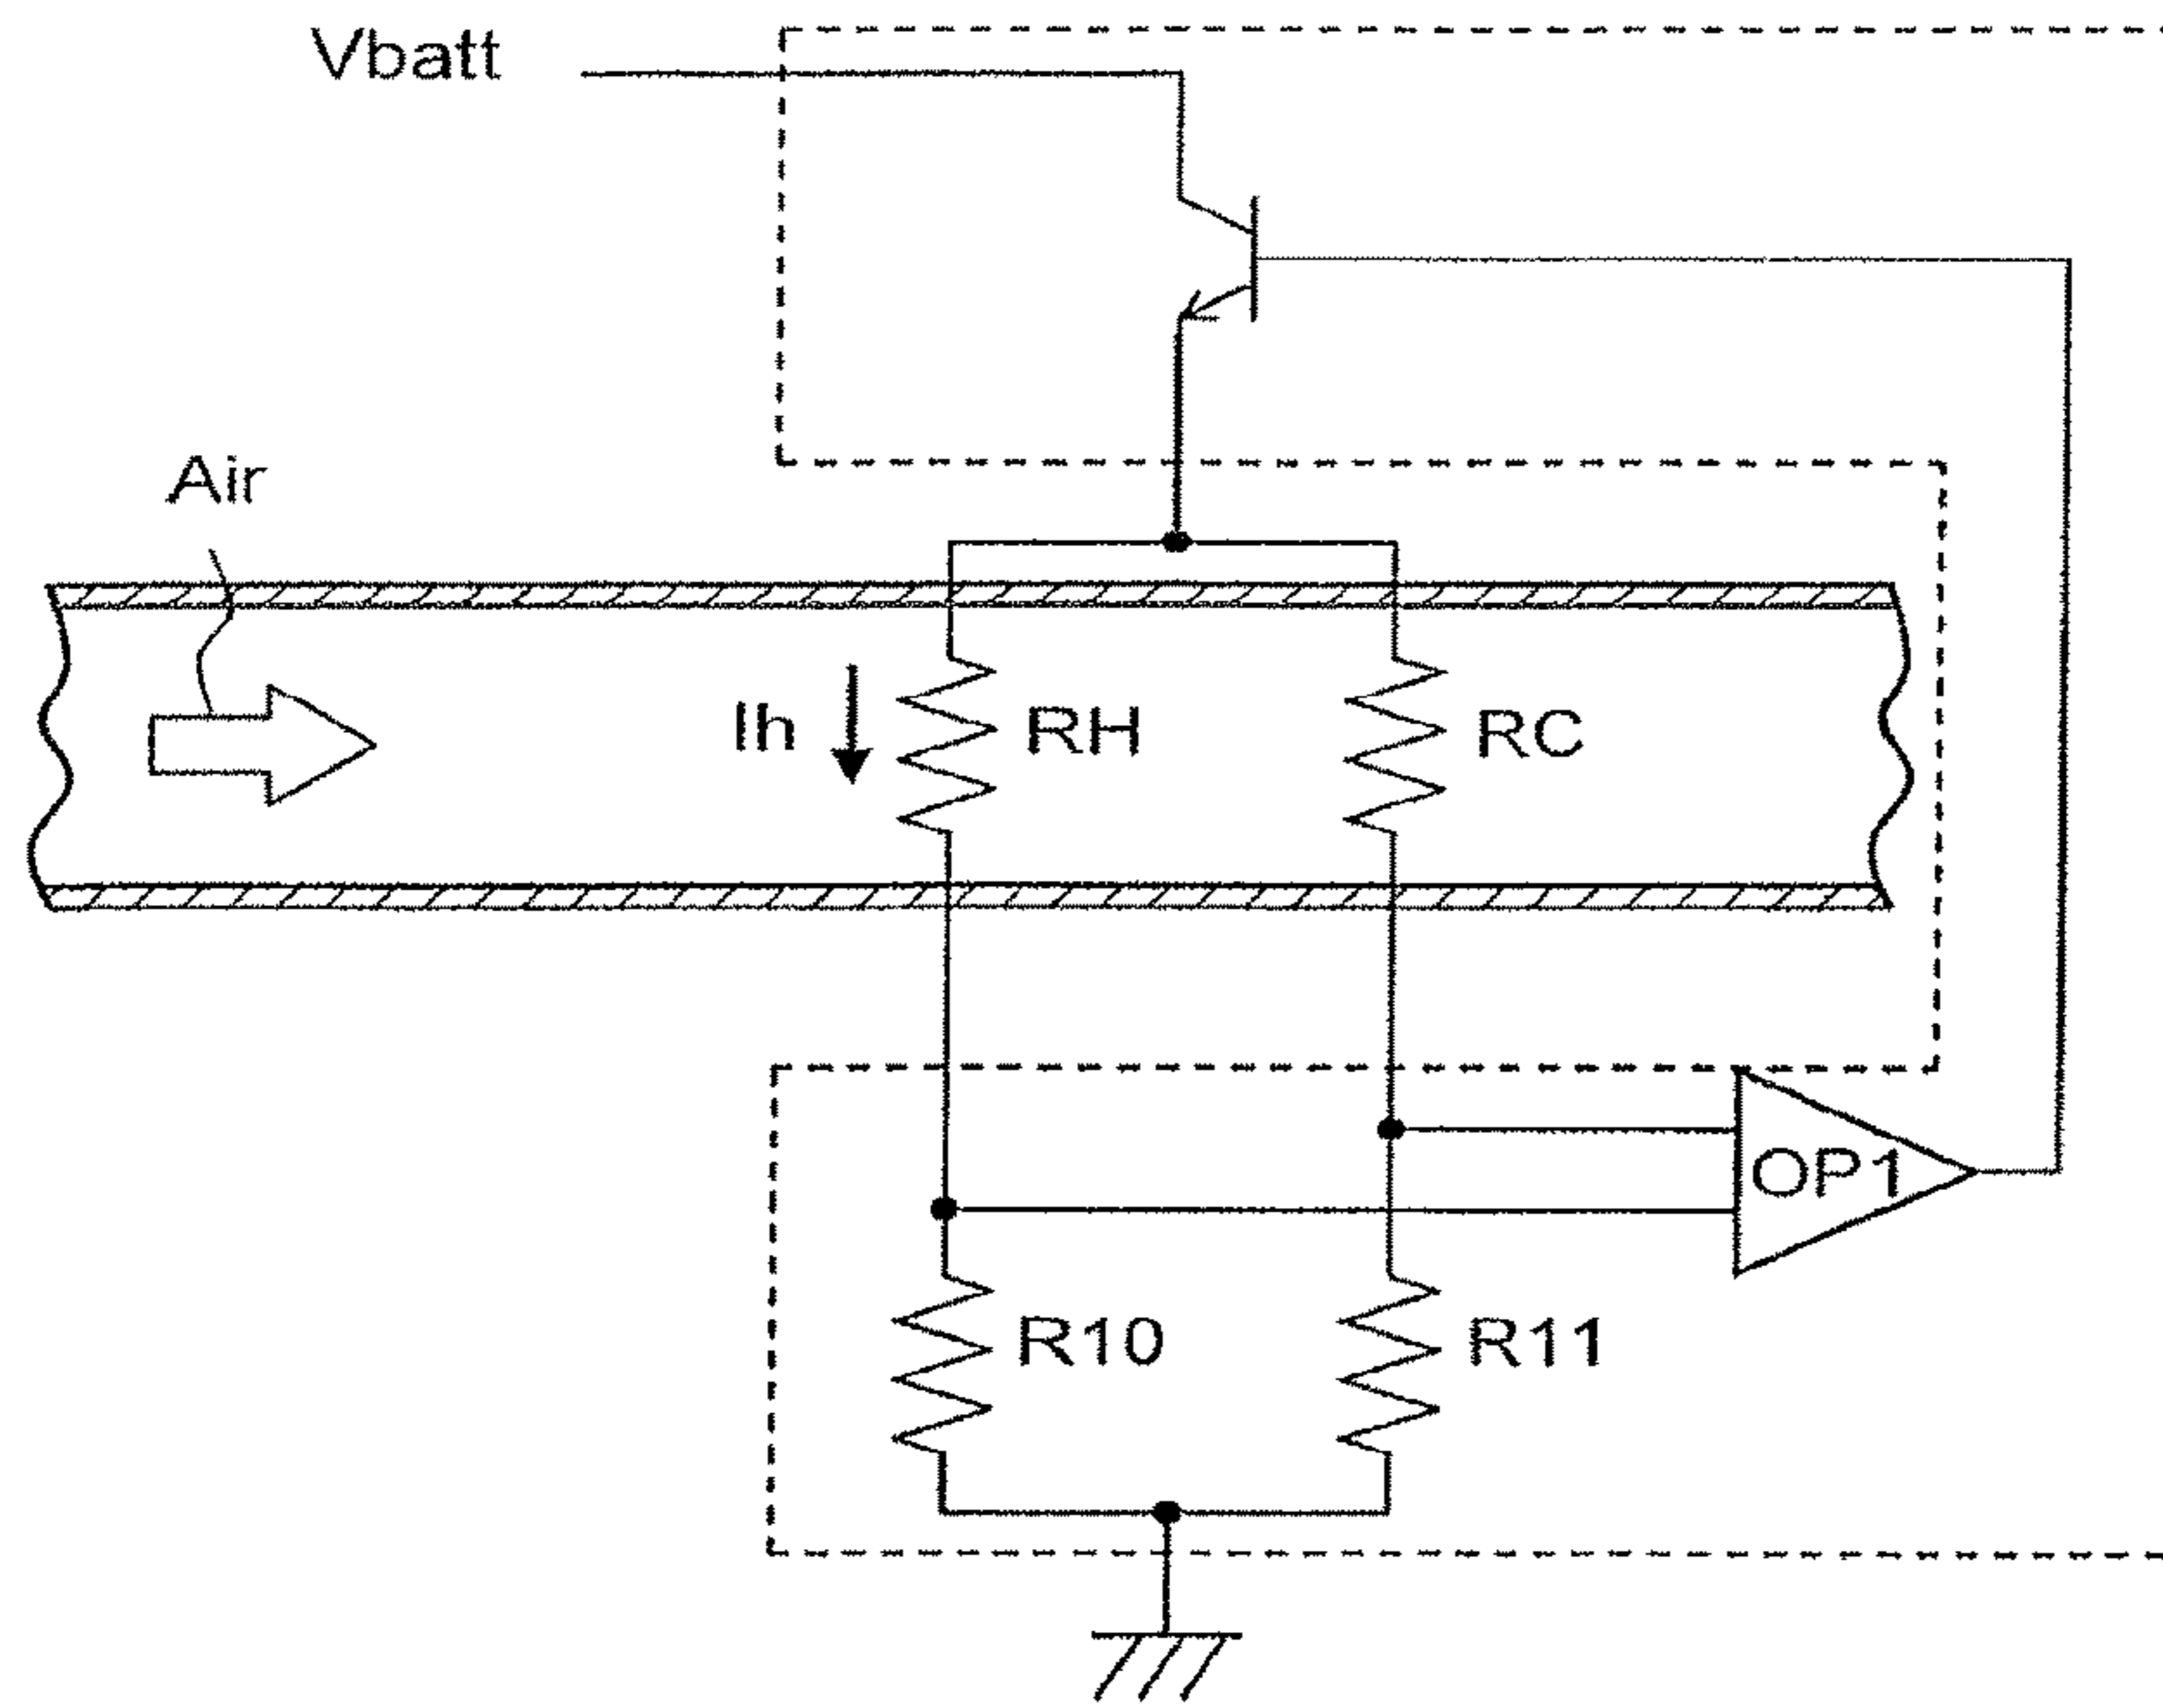 Vbatt
Air
Ih
RH
RC
OP1
R10
R11